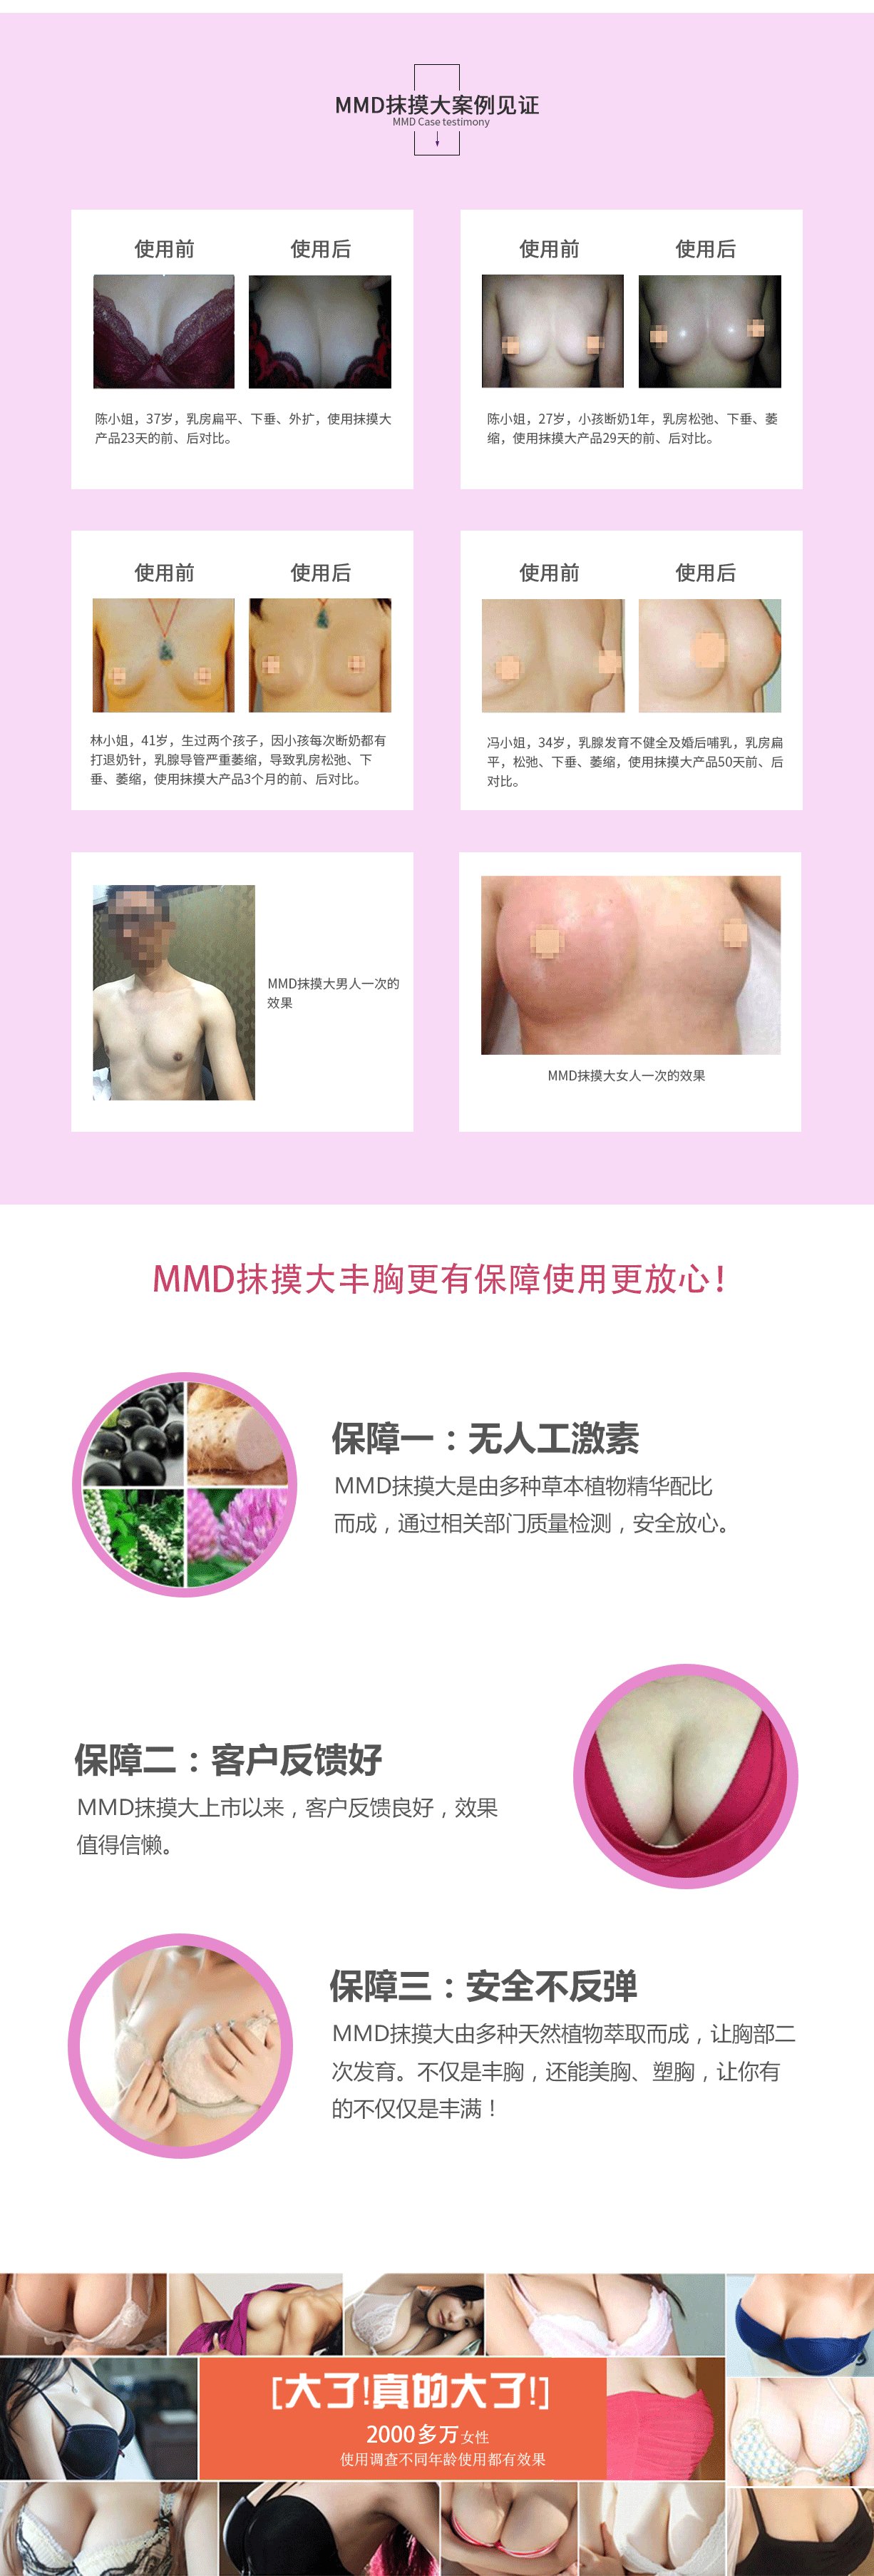 MMD抹摸大案例见证
MMD Case testimony
使用前
使用后
陈小姐，37岁，乳房扁平、下垂、外扩，使用抹摸大
产品23天的前、后对比。
使用前
使用后
陈小姐，27岁，小孩断奶1年，乳房松弛、下垂、萎
缩，使用抹摸大产品29天的前、后对比。
使用前
使用后
林小姐，41岁，生过两个孩子，因小孩每次断奶都有
打退奶针，乳腺导管严重萎缩，导致乳房松弛、下
垂、萎缩，使用抹摸大产品3个月的前、后对比。
使用前
使用后
冯小姐，34岁，乳腺发育不健全及婚后哺乳，乳房扁
平，松弛、下垂、萎缩，使用抹摸大产品50天前、后
对比。
MMD抹摸大男人一次的
效果
MMD抹摸大女人一次的效果
MMD抹摸大丰胸更有保障使用更放心！
保障一：无人工激素
MMD抹摸大是由多种草本植物精华配比
而成，通过相关部门质量检测，安全放心。
保障二：客户反馈好
MMD抹摸大上市以来，客户反馈良好，效果
值得信懒。
保障三：安全不反弹
MMD抹摸大由多种天然植物萃取而成，让胸部二
次发育。不仅是丰胸，还能美胸、塑胸，让你有
的不仅仅是丰满！
[大了!真的大了!]
2000多万女性
使用调查不同年龄使用都有效果